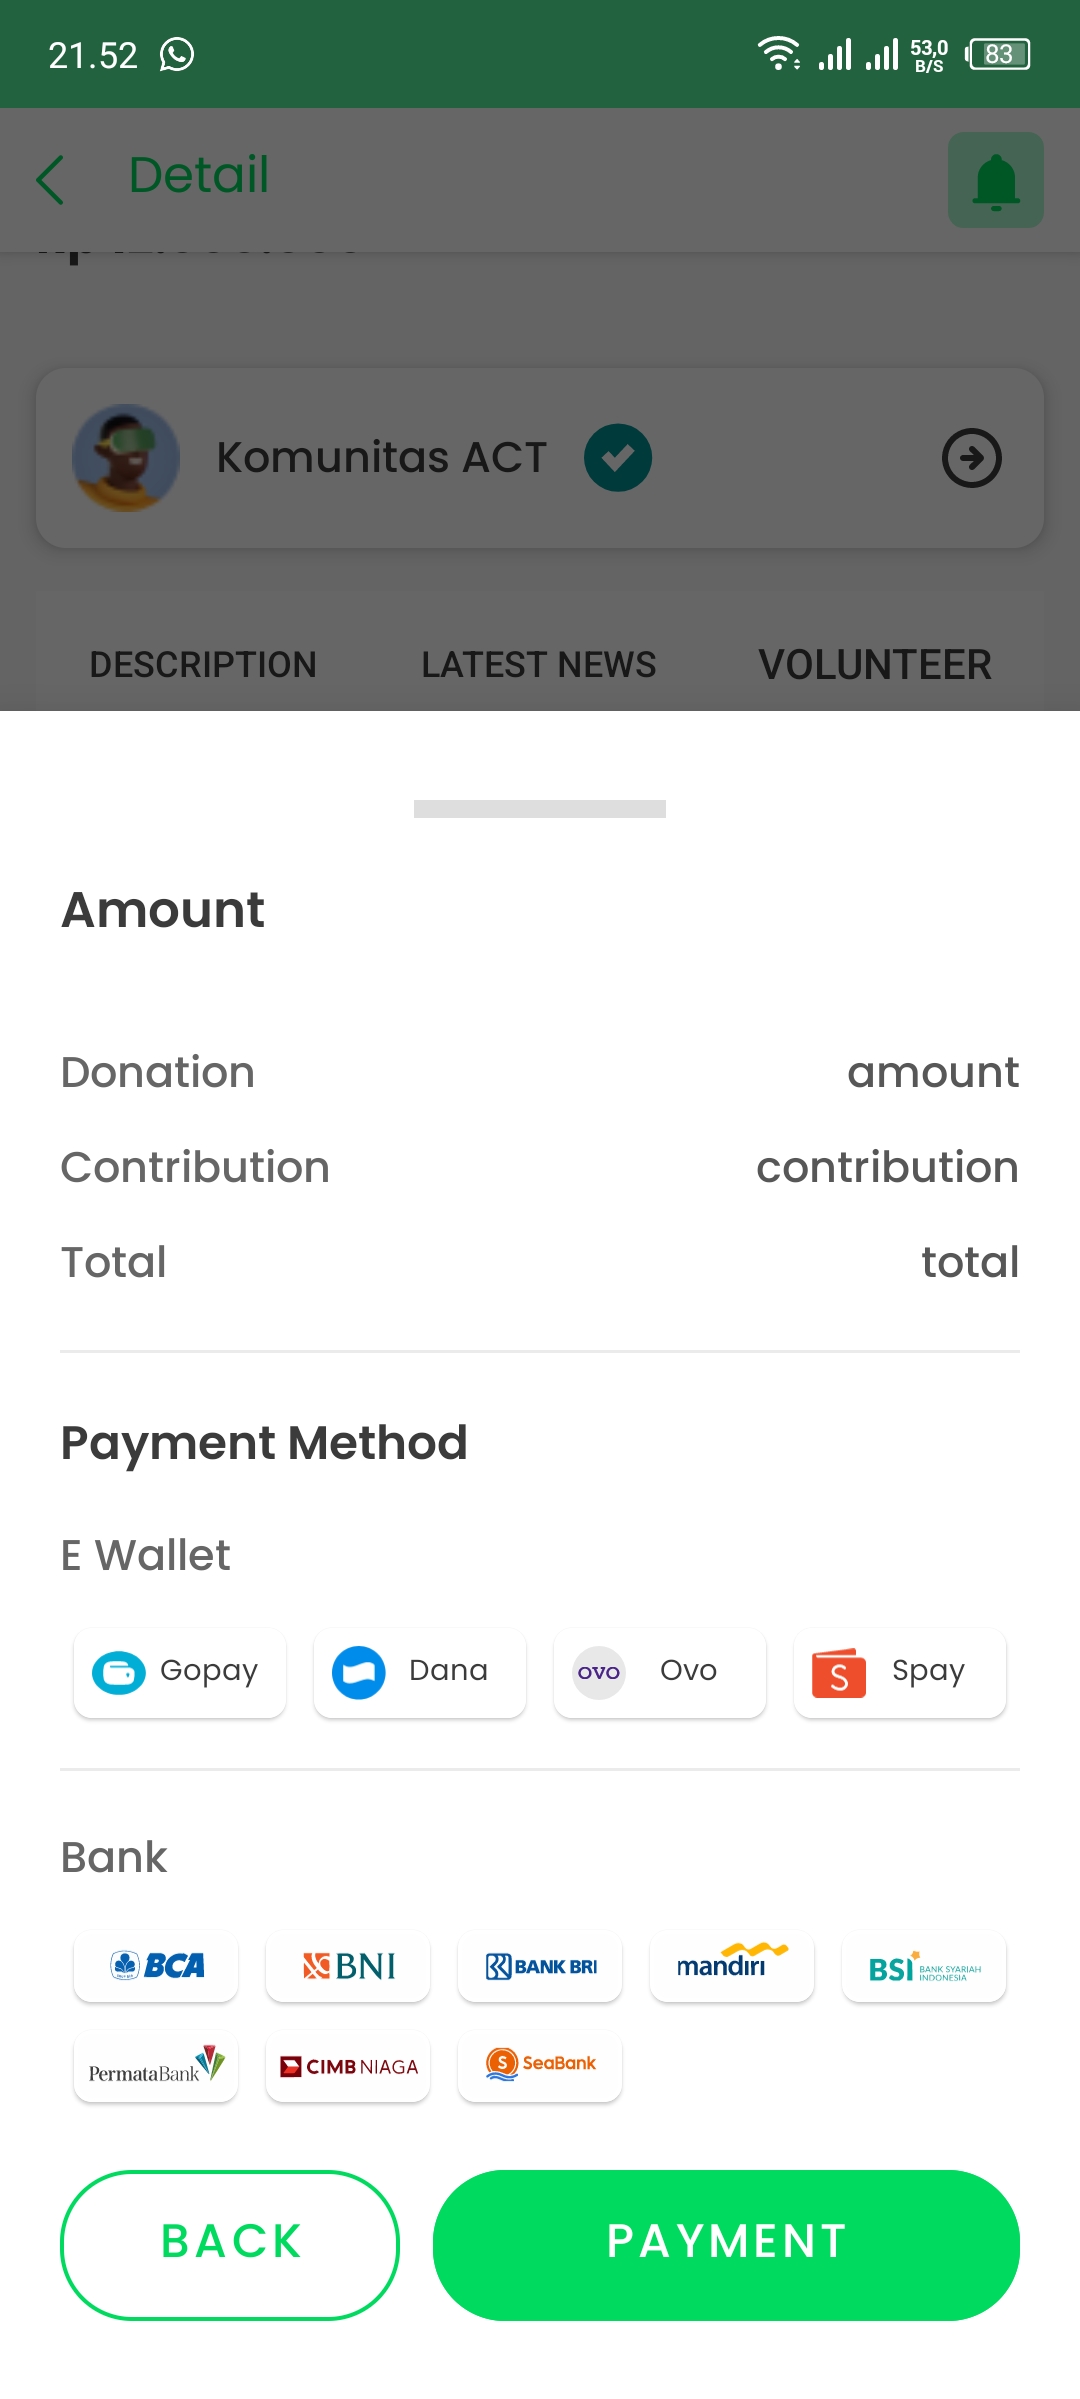 21.52
53,0
B/S
83
Detail
Komunitas ACT
DESCRIPTION LATEST NEWS VOLUNTEER
Amount
Donation amount
Contribution contribution
Total total
Payment Method
E Wallet
Gopay ovo Dana Ovo S Spay
Bank
BCA BNI BANK BRI mandiri BSI BANK SYARIAH INDONESIA
PermataBank CIMB NIAGA S SeaBank
BACK PAYMENT